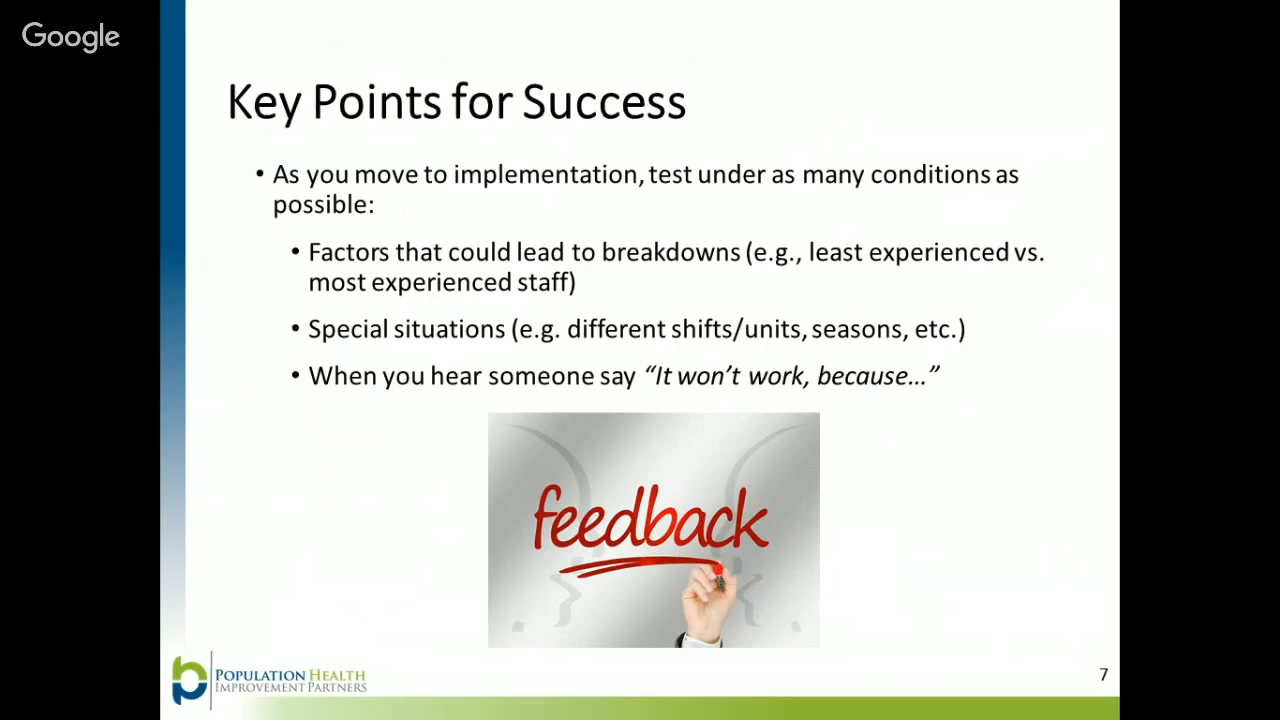 Google
Key Points for Success
• As you move to implementation, test under as many conditions as
possible:
• Factors that could lead to breakdowns (e.g., least experienced vs.
most experienced staff)
• Special situations (e.g. different shifts/units, seasons, etc.)
• When you hear someone say “It won’t work, because…”
feedback
POPULATION HEALTH
IMPROVEMENT PARTNERS
7